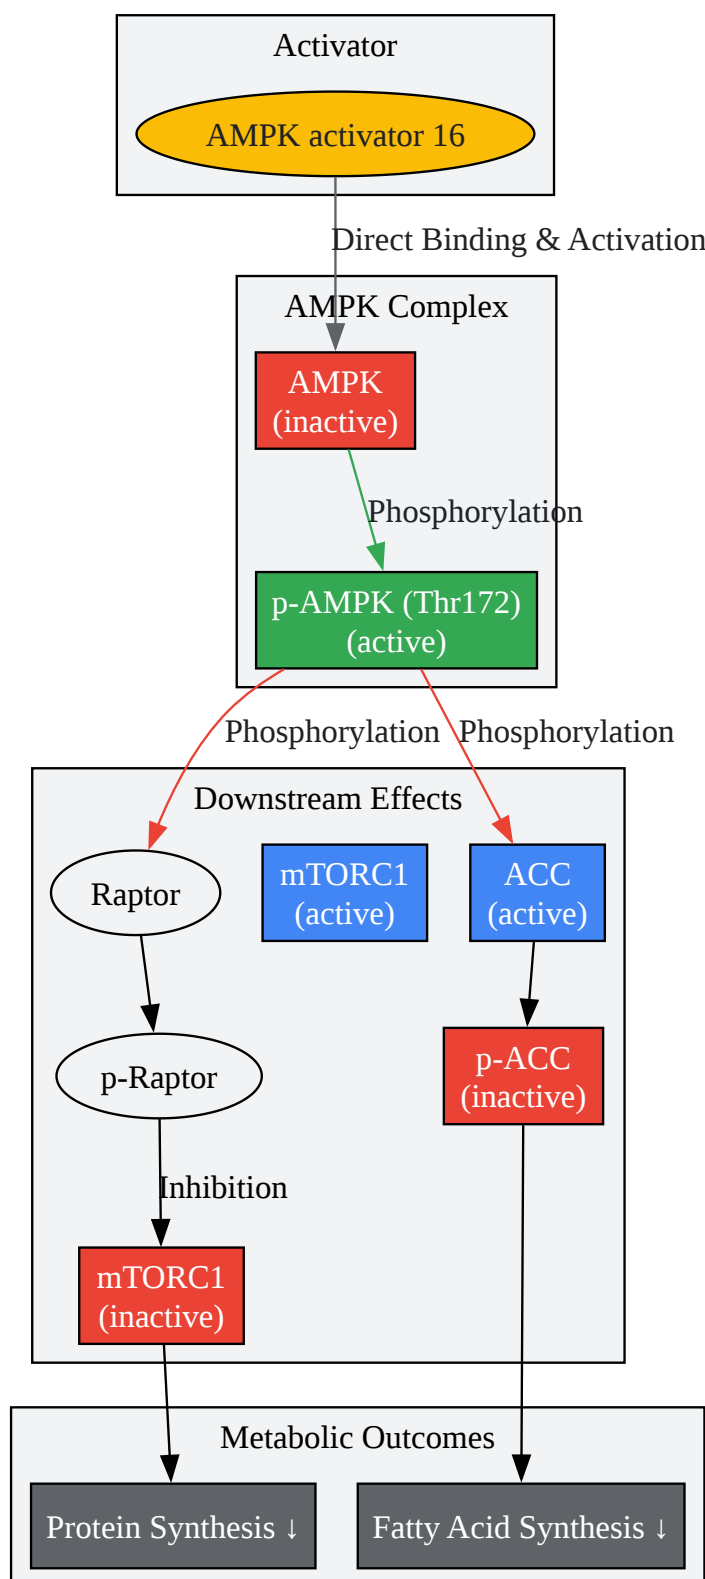 Activator
AMPK activator 16
Direct Binding & Activation
AMPK Complex
AMPK
(inactive)
Phosphorylation
p-AMPK (Thr172)
(active)
Phosphorylation
Phosphorylation
Downstream Effects
Raptor
mTORC1
(active)
ACC
(active)
p-Raptor
p-ACC
(inactive)
Inhibition
mTORC1
(inactive)
Metabolic Outcomes
Protein Synthesis ↓
Fatty Acid Synthesis ↓